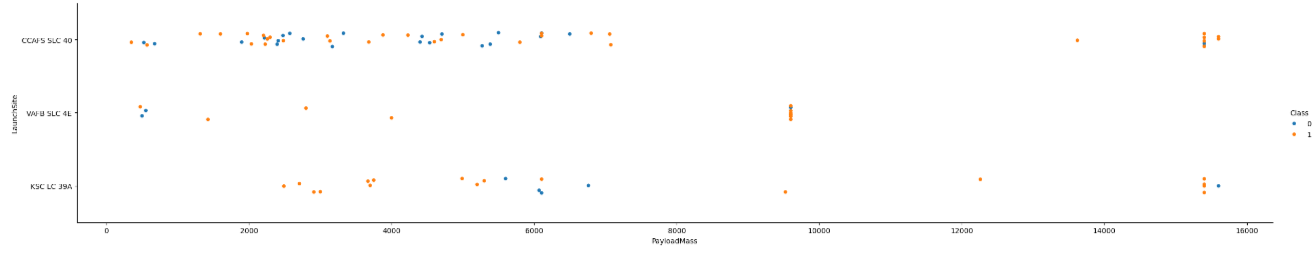 CCAFS SLC 40
VAFB SLC 4E
KSC LC 39A
LaunchSite
0 2000 4000 6000 8000 10000 12000 14000 16000
PayloadMass
Class
0
1